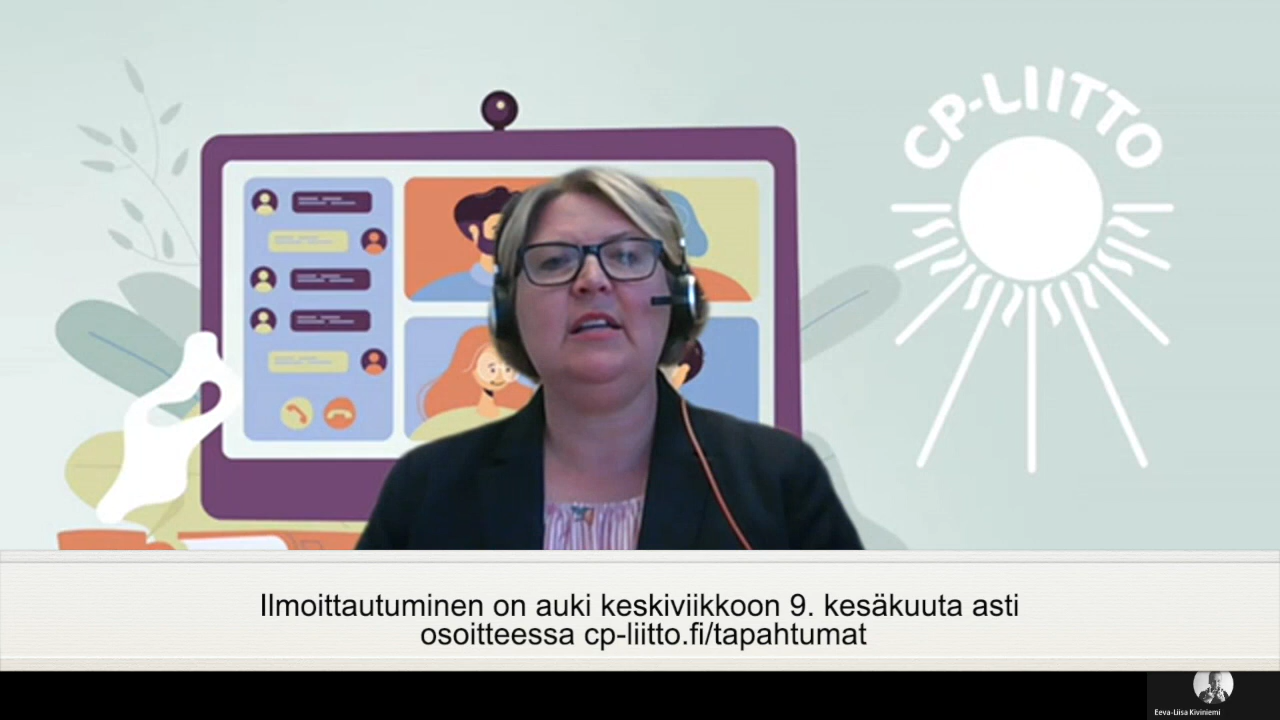 CP-LIITTO
Ilmoittautuminen on auki keskiviikkoon 9. kesäkuuta asti
osoitteessa cp-liitto.fi/tapahtumat
Eeva-Liisa Kiviniemi